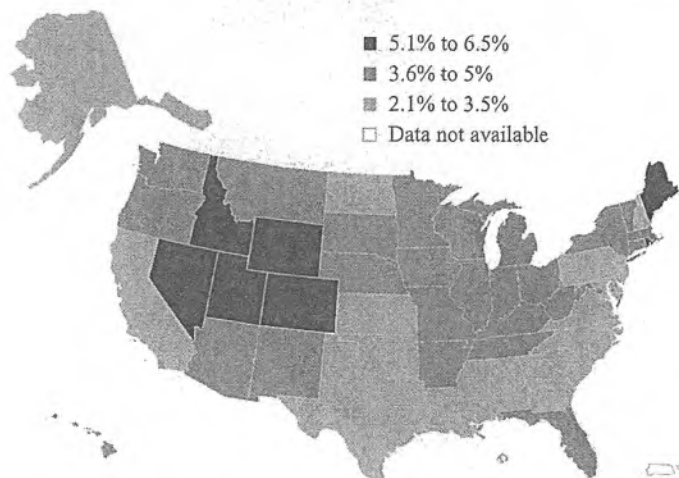 5.1% to 6.5%
3.6% to 5%
2.1% to 3.5%
Data not available